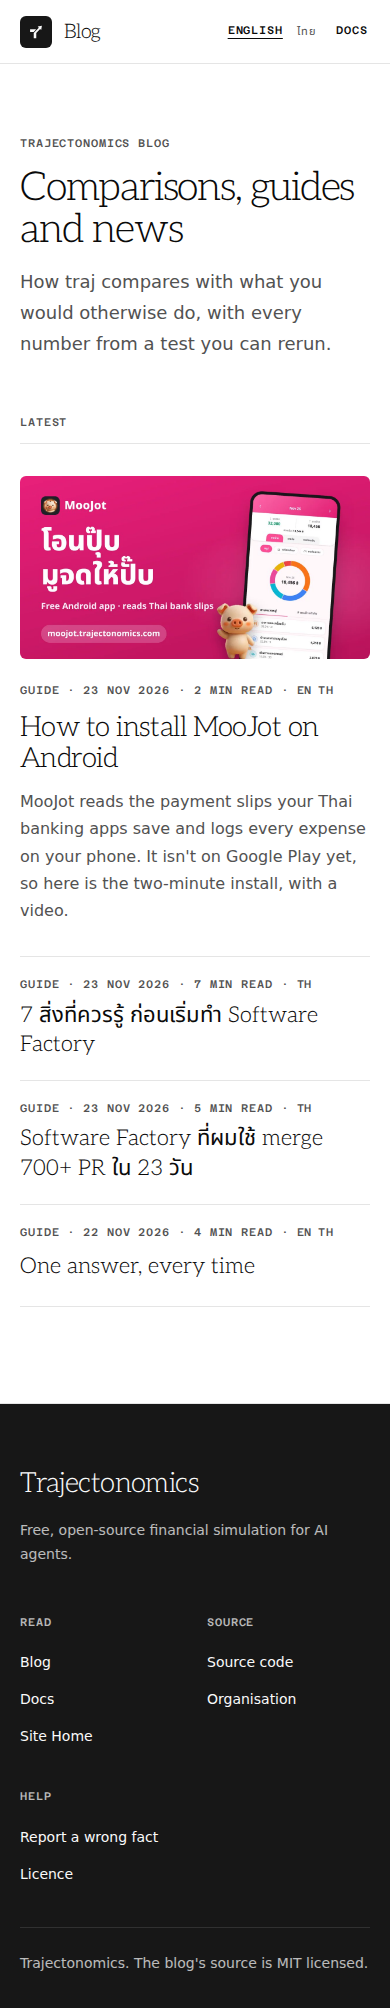 Blog
ENGLISH ไทย DOCS
TRAJECTONOMICS BLOG
Comparisons, guides
and news
How traj compares with what you
would otherwise do, with every
number from a test you can rerun.
LATEST
MooJot
โอนปุ๊บ
มูจดให้ปั๊บ
Free Android app · reads Thai bank slips
moojot.trajectonomics.com
GUIDE · 23 NOV 2026 · 2 MIN READ · EN TH
How to install MooJot on
Android
MooJot reads the payment slips your Thai
banking apps save and logs every expense
on your phone. It isn't on Google Play yet,
so here is the two-minute install, with a
video.
GUIDE · 23 NOV 2026 · 7 MIN READ · TH
7 สิ่งที่ควรรู้ ก่อนเริ่มทำ Software
Factory
GUIDE · 23 NOV 2026 · 5 MIN READ · TH
Software Factory ที่ผมใช้ merge
700+ PR ใน 23 วัน
GUIDE · 22 NOV 2026 · 4 MIN READ · EN TH
One answer, every time
Trajectonomics
Free, open-source financial simulation for AI
agents.
READ
Blog
Docs
Site Home
SOURCE
Source code
Organisation
HELP
Report a wrong fact
Licence
Trajectonomics. The blog's source is MIT licensed.